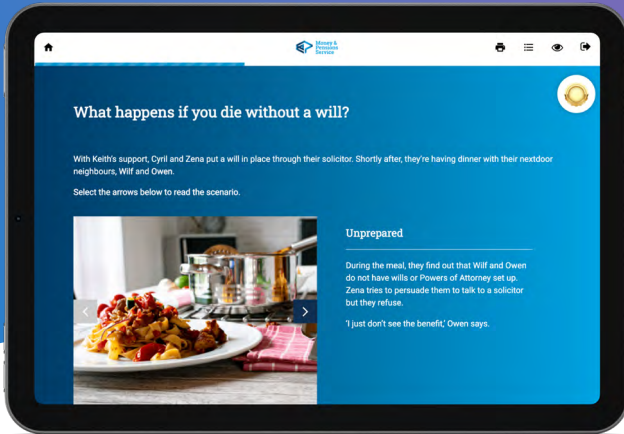 Money &
Pensions
Service
What happens if you die without a will?
With Keith's support, Cyril and Zena put a will in place through their solicitor. Shortly after, they're having dinner with their nextdoor
neighbours, Wilf and Owen.
Select the arrows below to read the scenario.
Unprepared
During the meal, they find out that Wilf and Owen
do not have wills or Powers of Attorney set up.
Zena tries to persuade them to talk to a solicitor
but they refuse.
'I just don't see the benefit,' Owen says.